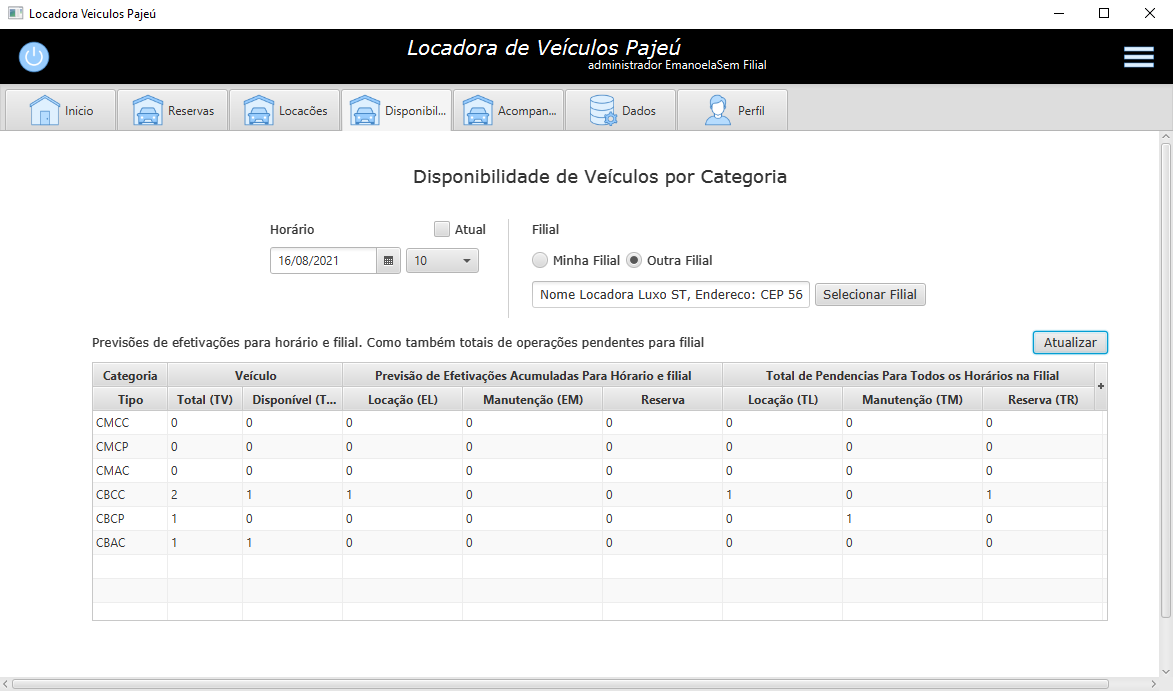 Locadora Veiculos Pajeú
Locadora de Veículos Pajeú
administrador EmanoelaSem Filial
Inicio Reservas Locacões Disponibil... Acompan... Dados Perfil
Disponibilidade de Veículos por Categoria
Horário Atual Filial
Minha Filial Outra Filial
16/08/2021 10
Nome Locadora Luxo ST, Endereco: CEP 56 Selecionar Filial
Previsões de efetivações para horário e filial. Como também totais de operações pendentes para filial Atualizar
Categoria Veículo Previsão de Efetivações Acumuladas Para Hórario e filial Total de Pendencias Para Todos os Horários na Filial +
Tipo Total (TV) Disponível (T... Locação (EL) Manutenção (EM) Reserva Locação (TL) Manutenção (TM) Reserva (TR)
CMCC 0 0 0 0 0 0 0 0
CMCP 0 0 0 0 0 0 0 0
CMAC 0 0 0 0 0 0 0 0
CBCC 2 1 1 0 0 1 0 1
CBCP 1 0 0 0 0 0 1 0
CBAC 1 1 0 0 0 0 0 0